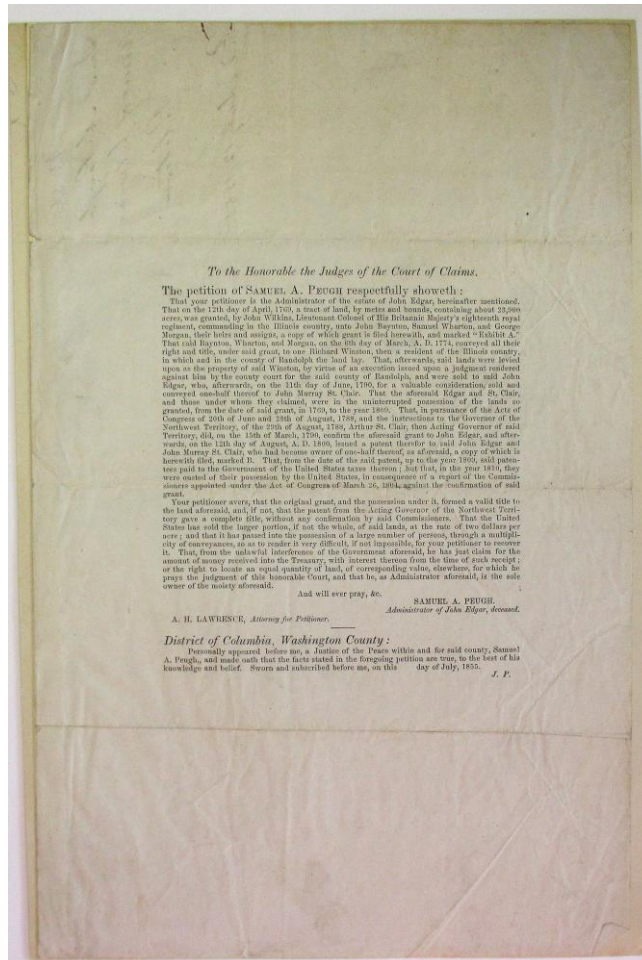 To the Honorable the Judges of the Court of Claims.
The petition of SAMUEL A. PEUGH respectfully showeth :
That your petitioner is the Administrator of the estate of John Edgar, hereinafter mentioned.
That on the 12th day of April, 1769, a tract of land, by metes and bounds, containing about
acres, was granted, by John Wilkins, Lieutenant Colonel of His Britanic Majesty's eighteenth royal
regiment, commanding in the Illinois country, unto John Baynton, Samuel Wharton, and George
Morgan, their heirs and assigns, a copy of which grant is filed herewith, and marked "Exhibit A."
That said Baynton, Wharton, and Morgan, on the 6th day of March, A. D. 1774, conveyed all their
right and title, under said grant, to one Richard Winston, then a resident of the Illinois country,
in which and in the county of Randolph the land lay. That, afterwards, said lands were levied
upon as the property of said Winston, by virtue of an execution issued upon a judgment rendered
against him by the county court for the said county of Randolph, and were sold to said John
Edgar, who, afterwards, on the 11th day of June, 1790, for a valuable consideration, sold and
conveyed one-half thereof to John Murray St. Clair. That the aforesaid Edgar and St. Clair,
and those under whom they claimed, were in the uninterrupted possession of the lands so
granted, from the date of said grant, in 1769, to the year 1809. That, in pursuance of the Acts of
Congress of 20th of June and 28th of August, 1788, and the instructions to the Governor of the
Northwest Territory, of the 29th of August, 1788, Arthur St. Clair, then Acting Governor of said
Territory, did, on the 15th of March, 1790, confirm the aforesaid grant to John Edgar, and after-
wards, on the 12th day of August, A. D. 1800, issued a patent therefor to said John Edgar and
John Murray St. Clair, who had become owner of one-half thereof, as aforesaid, a copy of which is
herewith filed, marked B. That, from the date of the said patent, up to the year 1809, said paten-
tees paid to the Government of the United States taxes thereon ; but that, in the year 1810, they
were ousted of their possession by the United States, in consequence of a report of the Commis-
sioners appointed under the Act of Congress of March 26, 1804, against the confirmation of said
grant.
Your petitioner avers, that the original grant, and the possession under it, formed a valid title to
the land aforesaid, and, if not, that the patent from the Acting Governor of the Northwest Terri-
tory gave a complete title, without any confirmation by said Commissioners. That the United
States has sold the larger portion, if not the whole, of said lands, at the rate of two dollars per
acre ; and that it has passed into the possession of a large number of persons, through a multipli-
city of conveyances, so as to render it very difficult, if not impossible, for your petitioner to recover
it. That, from the unlawful interference of the Government aforesaid, he has just claim for the
amount of money received into the Treasury, with interest thereon from the time of such receipt ;
or the right to locate an equal quantity of land, of corresponding value, elsewhere, for which he
prays the judgment of this honorable Court, and that he, as Administrator aforesaid, is the sole
owner of the moiety aforesaid.
And will ever pray, &c.
SAMUEL A. PEUGH.
Administrator of John Edgar, deceased.
A. H. LAWRENCE, Attorney for Petitioner.
District of Columbia, Washington County :
Personally appeared before me, a Justice of the Peace within and for said county, Samuel
A. Peugh, and made oath that the facts stated in the foregoing petition are true, to the best of his
knowledge and belief. Sworn and subscribed before me, on this day of July, 1855.
J. P.